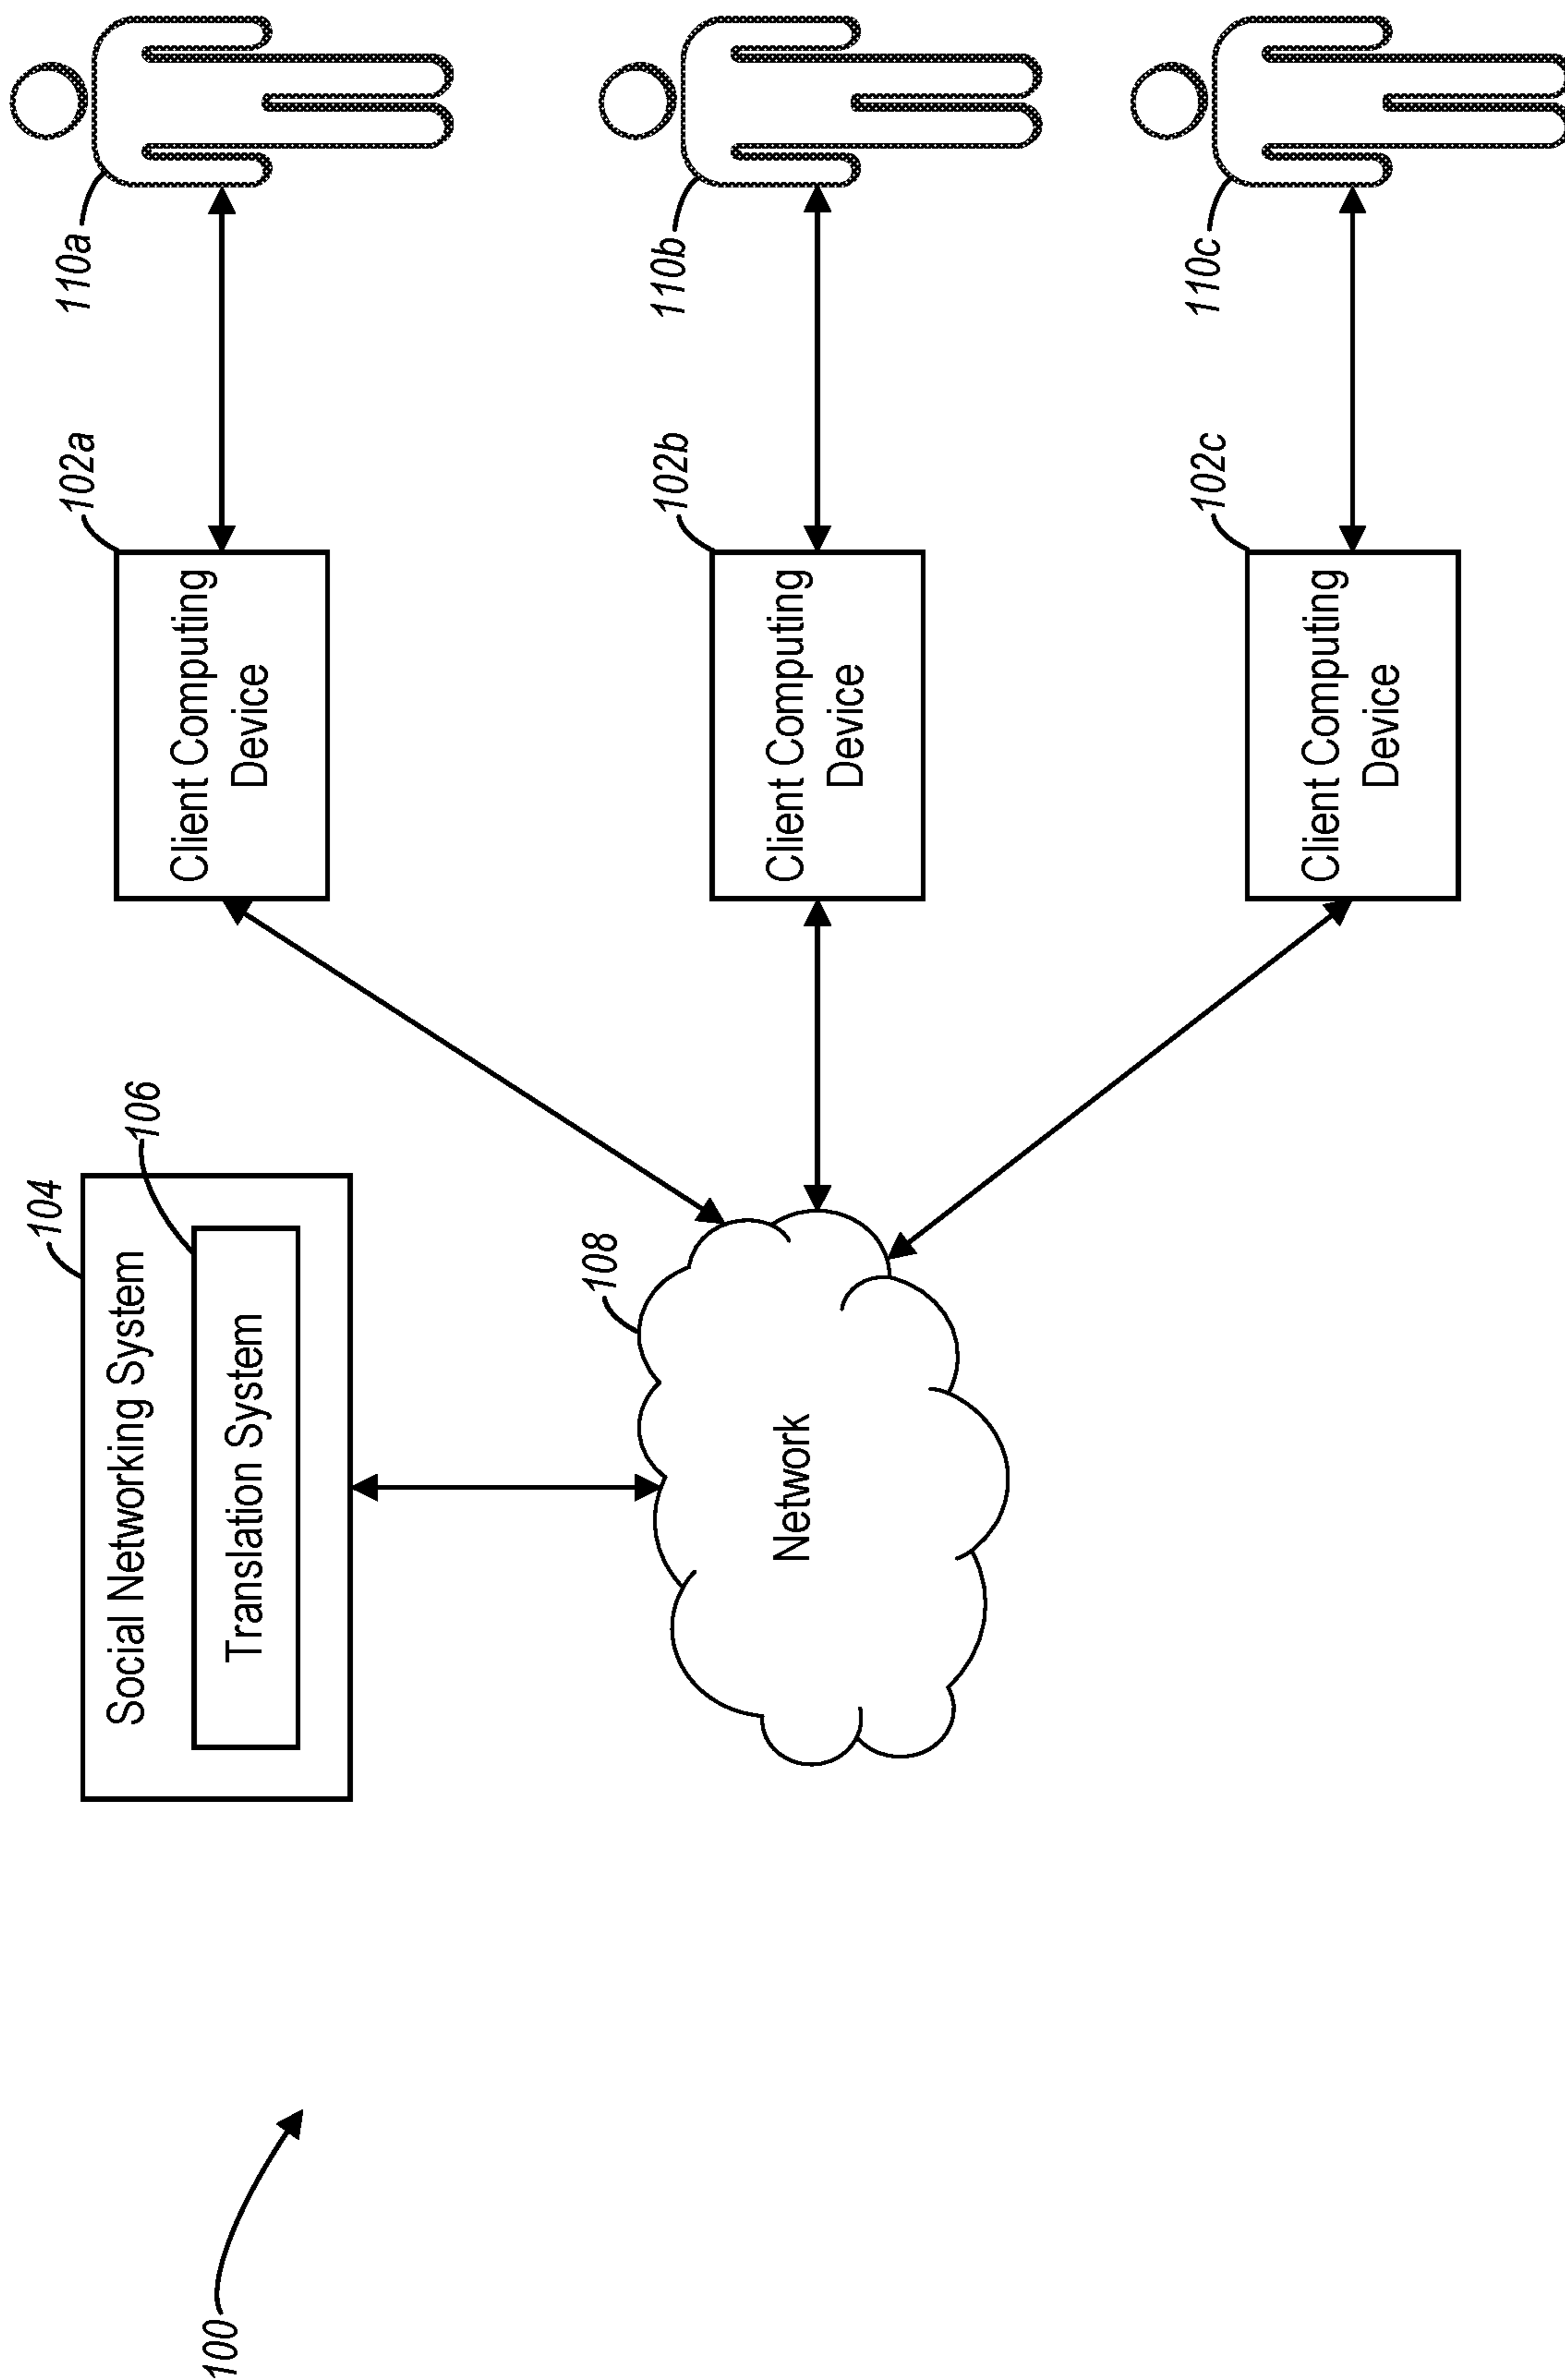 100
104
Social Networking System
106
Translation System
108
Network
102a
Client Computing
Device
110a
102b
Client Computing
Device
110b
102c
Client Computing
Device
110c